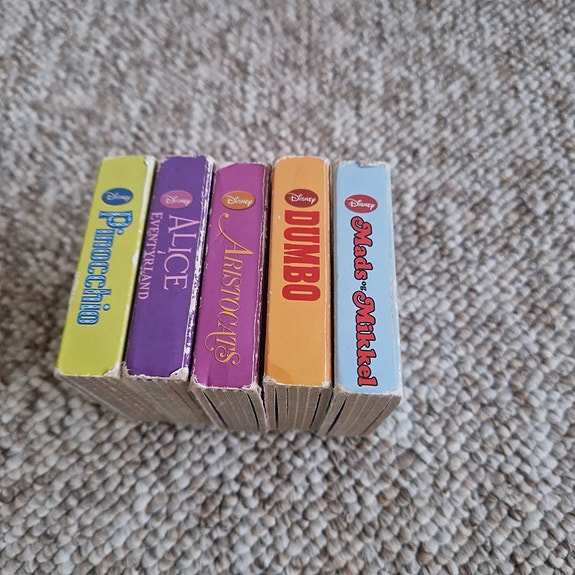 Disney
Pinocchio
Disney
ALICE
I
EVENTYRLAND
Disney
ARISTOCATS
Disney
DUMBO
Disney
Mads og Mikkel